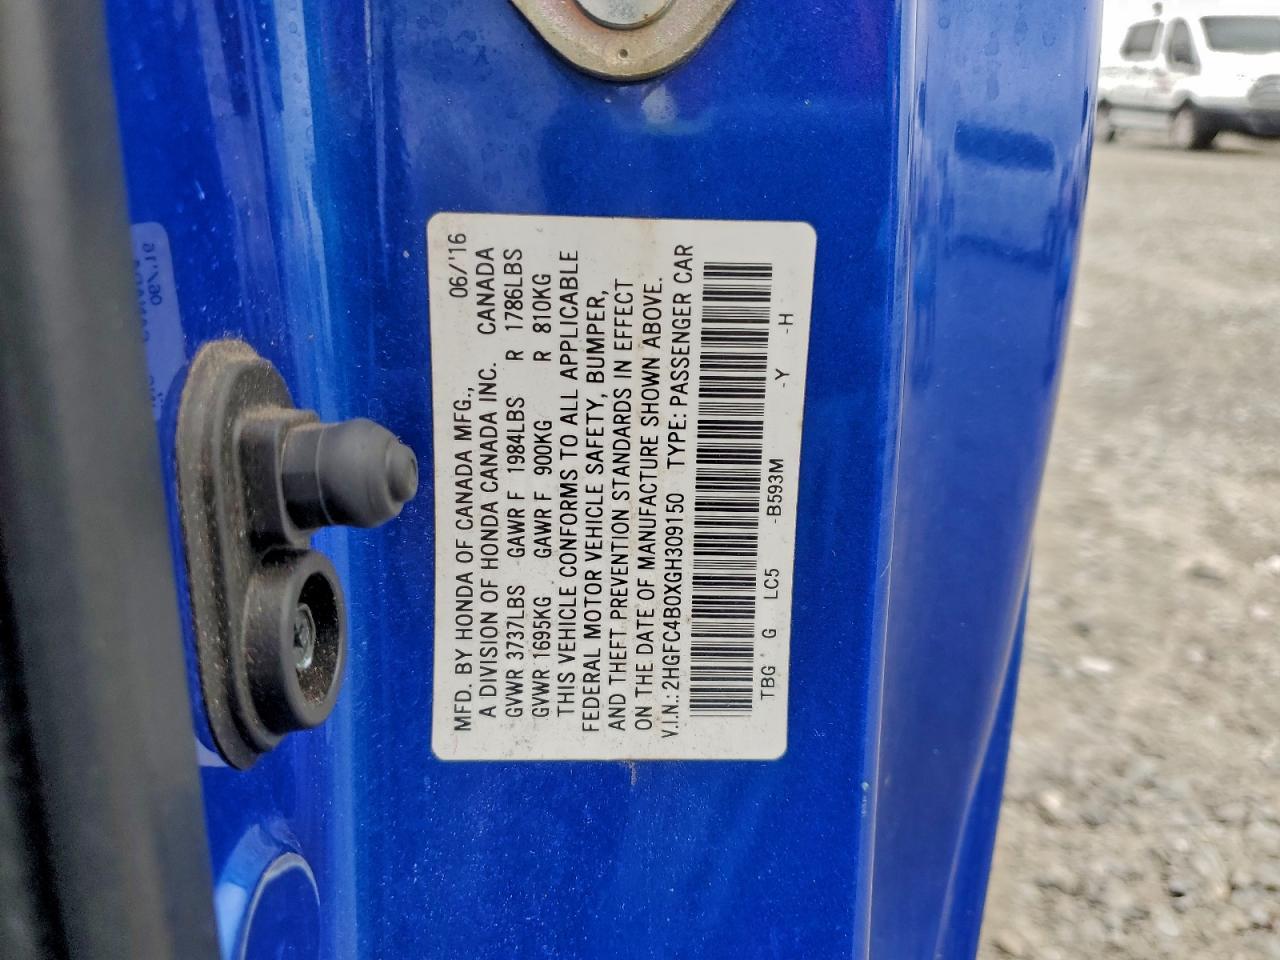 MFD. BY HONDA OF CANADA MFG., 06/'16
A DIVISION OF HONDA CANADA INC. CANADA
GVWR 3737LBS GAWR F 1984LBS R 1786LBS
GVWR 1695KG GAWR F 900KG R 810KG
THIS VEHICLE CONFORMS TO ALL APPLICABLE
FEDERAL MOTOR VEHICLE SAFETY, BUMPER,
AND THEFT PREVENTION STANDARDS IN EFFECT
ON THE DATE OF MANUFACTURE SHOWN ABOVE.
V.I.N.: 2HGFC4B0XGH309150 TYPE: PASSENGER CAR
TBG G LC5 -B593M -Y -H